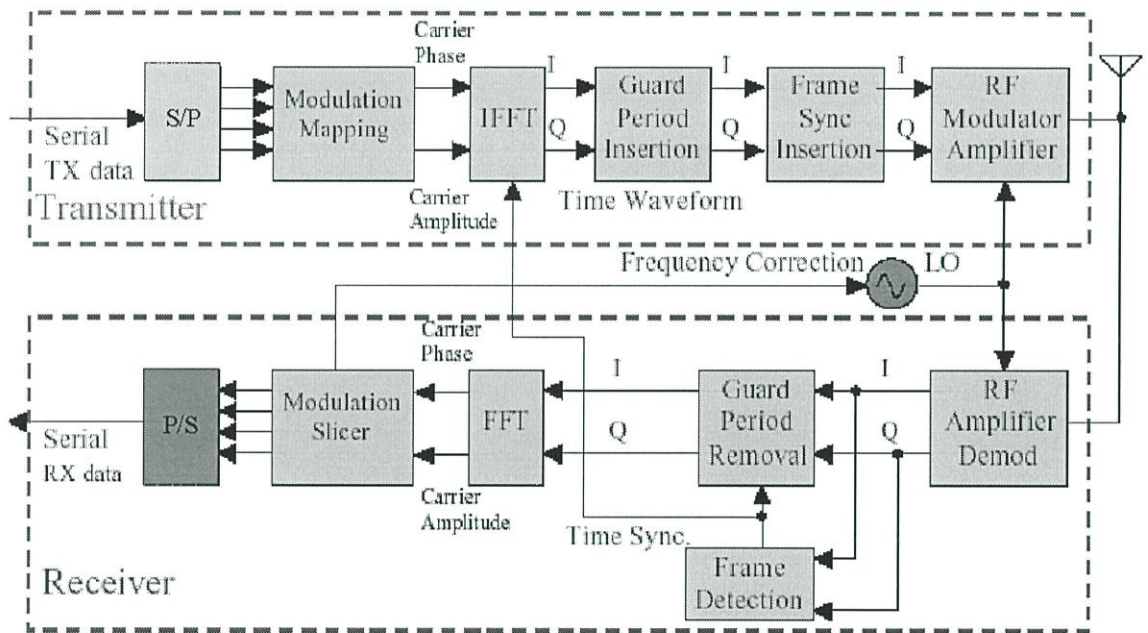 Carrier
Phase
S/P
Modulation
Mapping
IFFT
I
Q
Guard
Period
Insertion
I
Q
Frame
Sync
Insertion
I
Q
RF
Modulator
Amplifier
Serial
TX data
Carrier
Amplitude
Time Waveform
Transmitter
Frequency Correction
LO
Carrier
Phase
P/S
Modulation
Slicer
FFT
I
Q
Guard
Period
Removal
I
Q
RF
Amplifier
Demod
Serial
RX data
Carrier
Amplitude
Time Sync.
Frame
Detection
Receiver